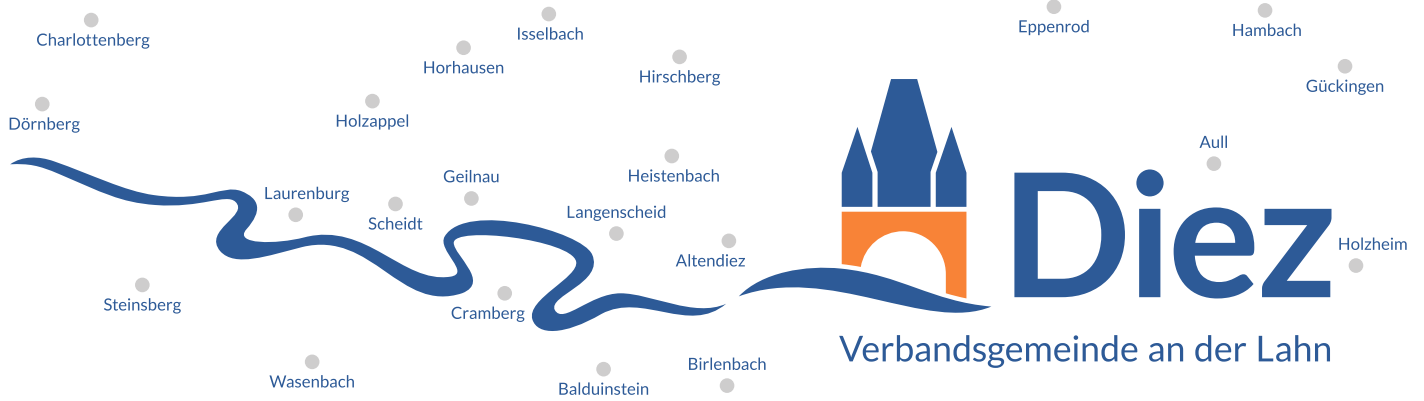 Charlottenberg
Isselbach
Eppenrod
Hambach
Horhausen
Hirschberg
Gückingen
Dörnberg
Holzappel
Aull
Laurenburg
Geilnau
Heistenbach
Scheidt
Langenscheid
Diez
Altendiez
Holzheim
Steinsberg
Cramberg
Verbandsgemeinde an der Lahn
Wasenbach
Balduinstein
Birlenbach